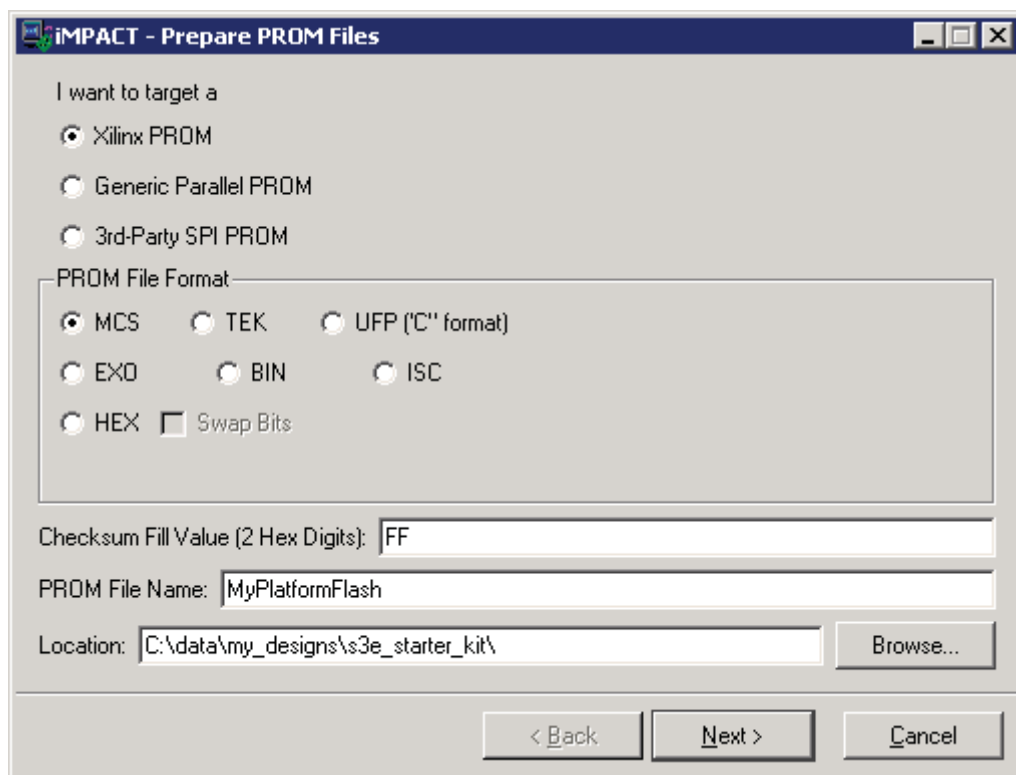 iMPACT - Prepare PROM Files
I want to target a
Xilinx PROM
Generic Parallel PROM
3rd-Party SPI PROM
PROM File Format
MCS TEK UFP ('C" format)
EXO BIN ISC
HEX Swap Bits
Checksum Fill Value (2 Hex Digits): FF
PROM File Name: MyPlatformFlash
Location: C:\data\my_designs\s3e_starter_kit\ Browse...
< Back Next > Cancel